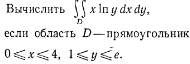 Вычислить ∬_D x ln y dx dy,
если область D—прямоугольник
0⩽x⩽4, 1⩽y⩽e.